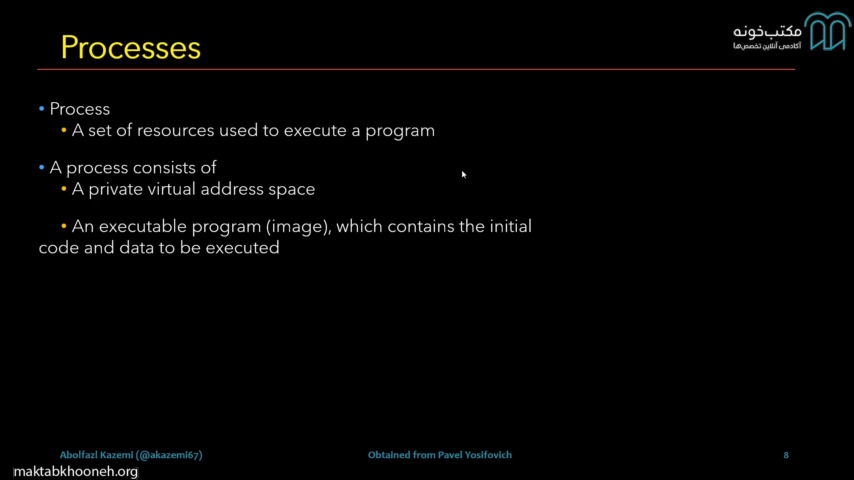 Processes
مکتب‌خونه
آکادمی آنلاین تخصص‌ها
• Process
• A set of resources used to execute a program
• A process consists of
• A private virtual address space
• An executable program (image), which contains the initial
code and data to be executed
Abolfazl Kazemi (@akazemi67)
Obtained from Pavel Yosifovich
8
maktabkhooneh.org